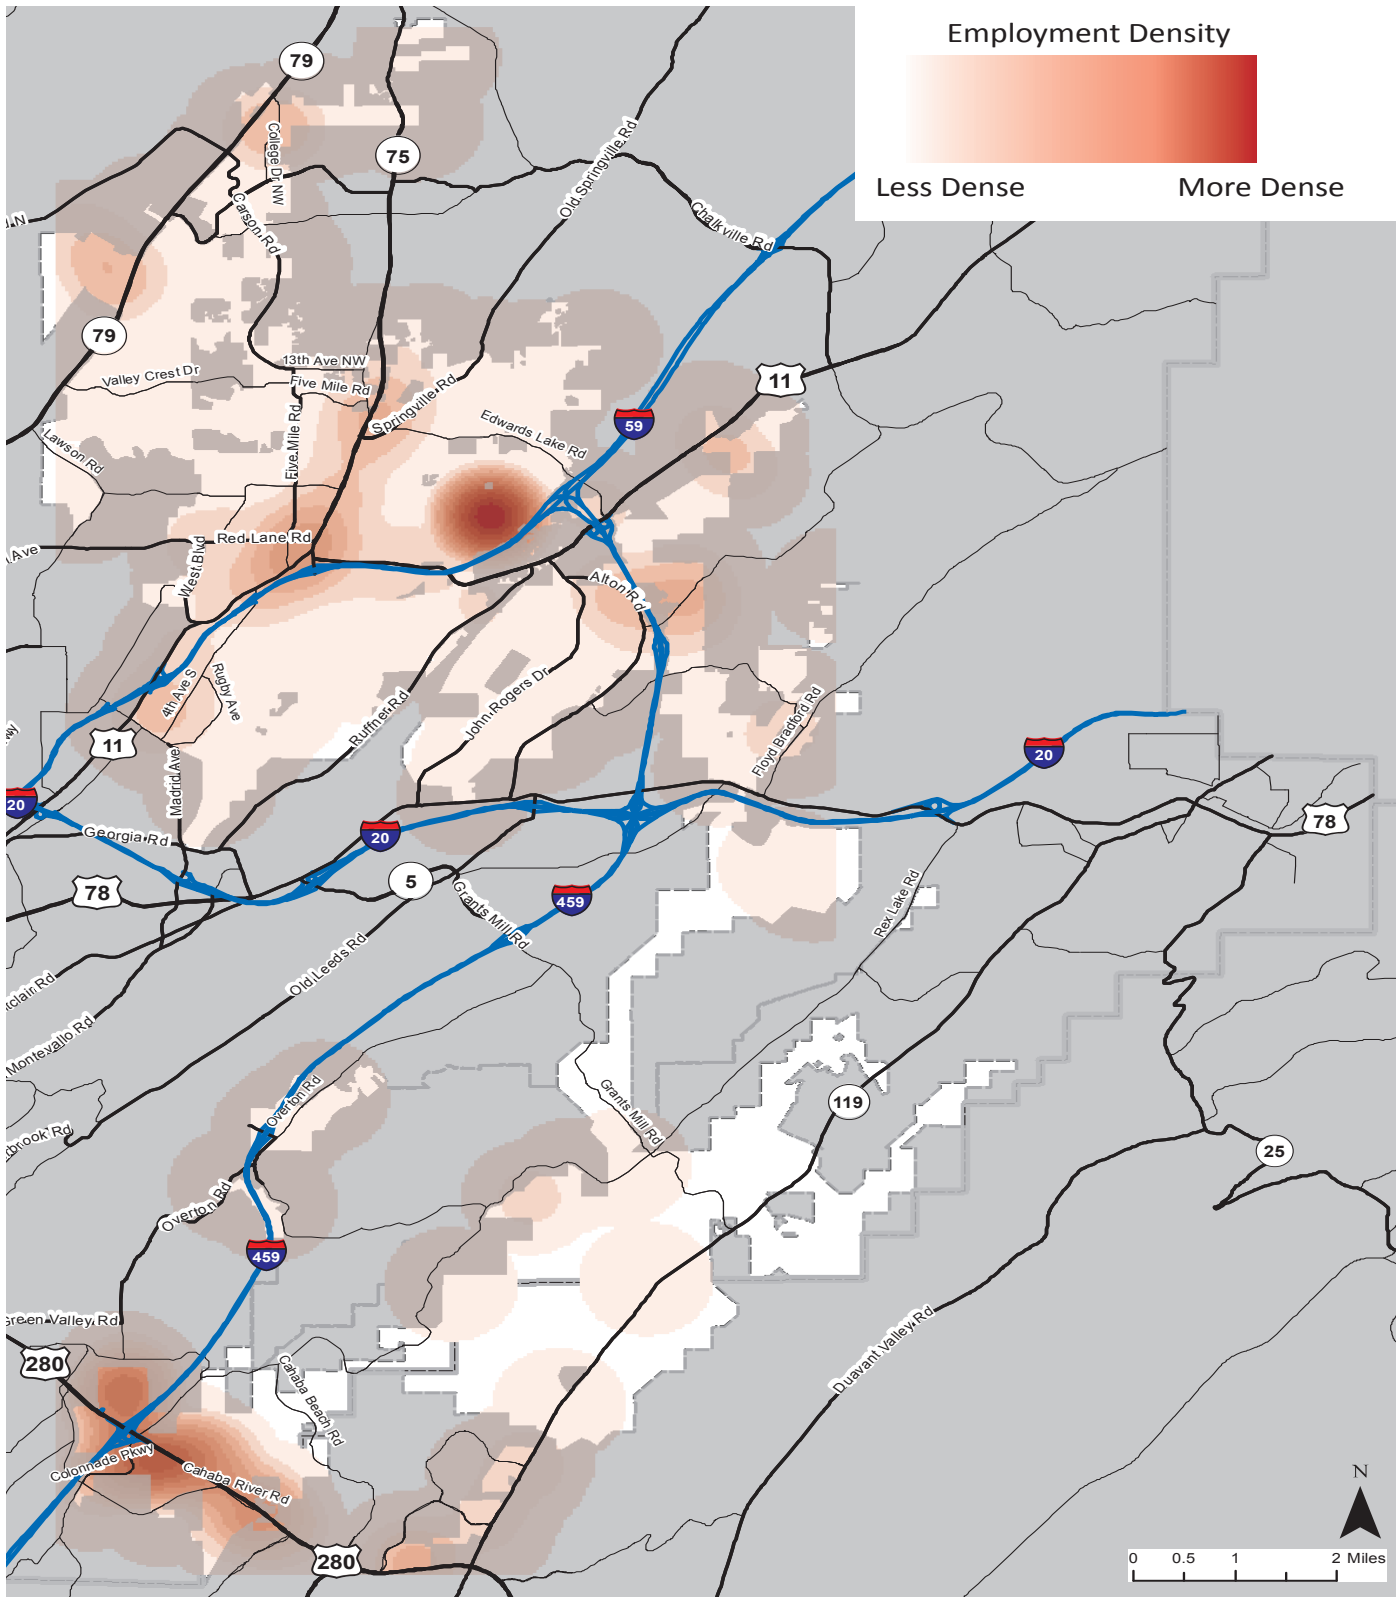 Employment Density
Less Dense
More Dense
79
75
College Dr NW
Carson Rd
Old Springville Rd
Chalkville Rd
N
79
13th Ave NW
Valley Crest Dr
Five Mile Rd
Five Mile Rd
Springville Rd
11
59
Edwards Lake Rd
Lawson Rd
Red Lane Rd
Ave
West Blvd
Alton Rd
4th Ave S
Rugby Ave
John Rogers Dr
Ruffner Rd
Floyd Bradford Rd
11
Madrid Ave
20
20
20
78
Georgia Rd
78
5
Grants Mill Rd
459
Rex Lake Rd
Old Leeds Rd
Montevallo Rd
Overton Rd
Grants Mill Rd
119
25
Overton Rd
459
Green Valley Rd
280
Cahaba Beach Rd
Duavant Valley Rd
Colonnade Pkwy
Cahaba River Rd
280
N
0 0.5 1 2 Miles